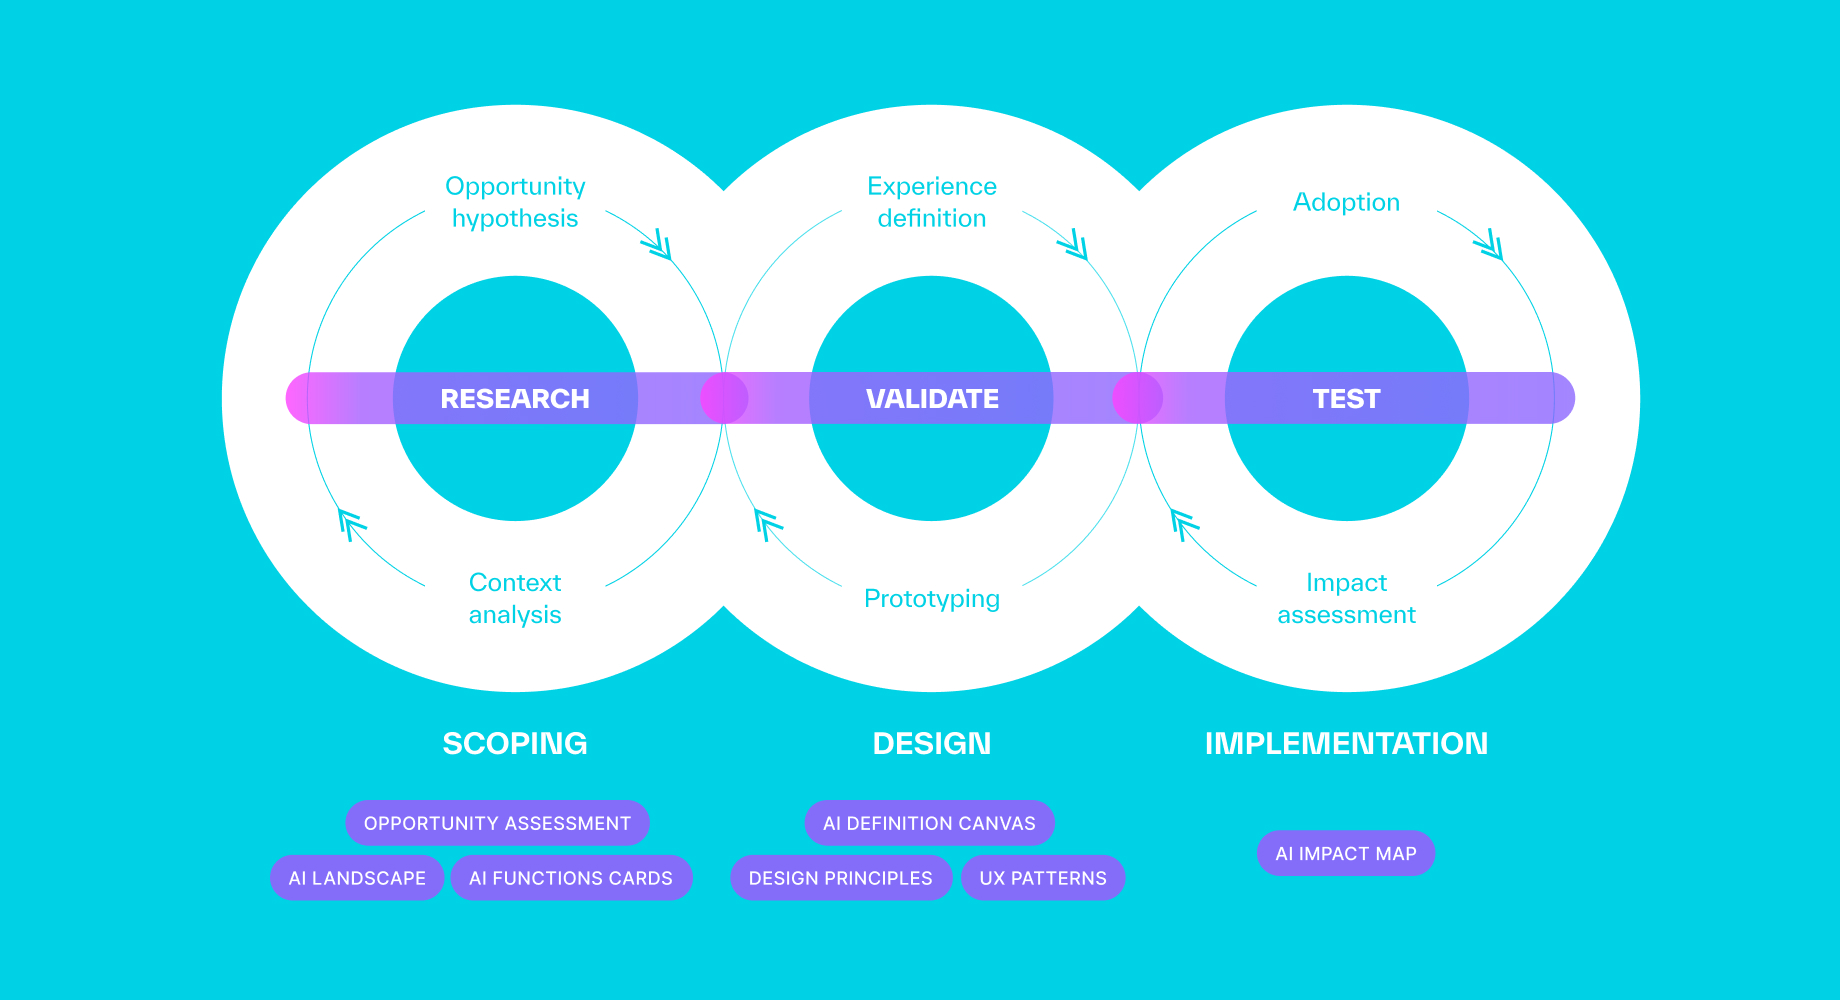 Opportunity
hypothesis
Experience
definition
Adoption
RESEARCH
VALIDATE
TEST
Context
analysis
Prototyping
Impact
assessment
SCOPING
DESIGN
IMPLEMENTATION
OPPORTUNITY ASSESSMENT
AI LANDSCAPE
AI FUNCTIONS CARDS
AI DEFINITION CANVAS
DESIGN PRINCIPLES
UX PATTERNS
AI IMPACT MAP